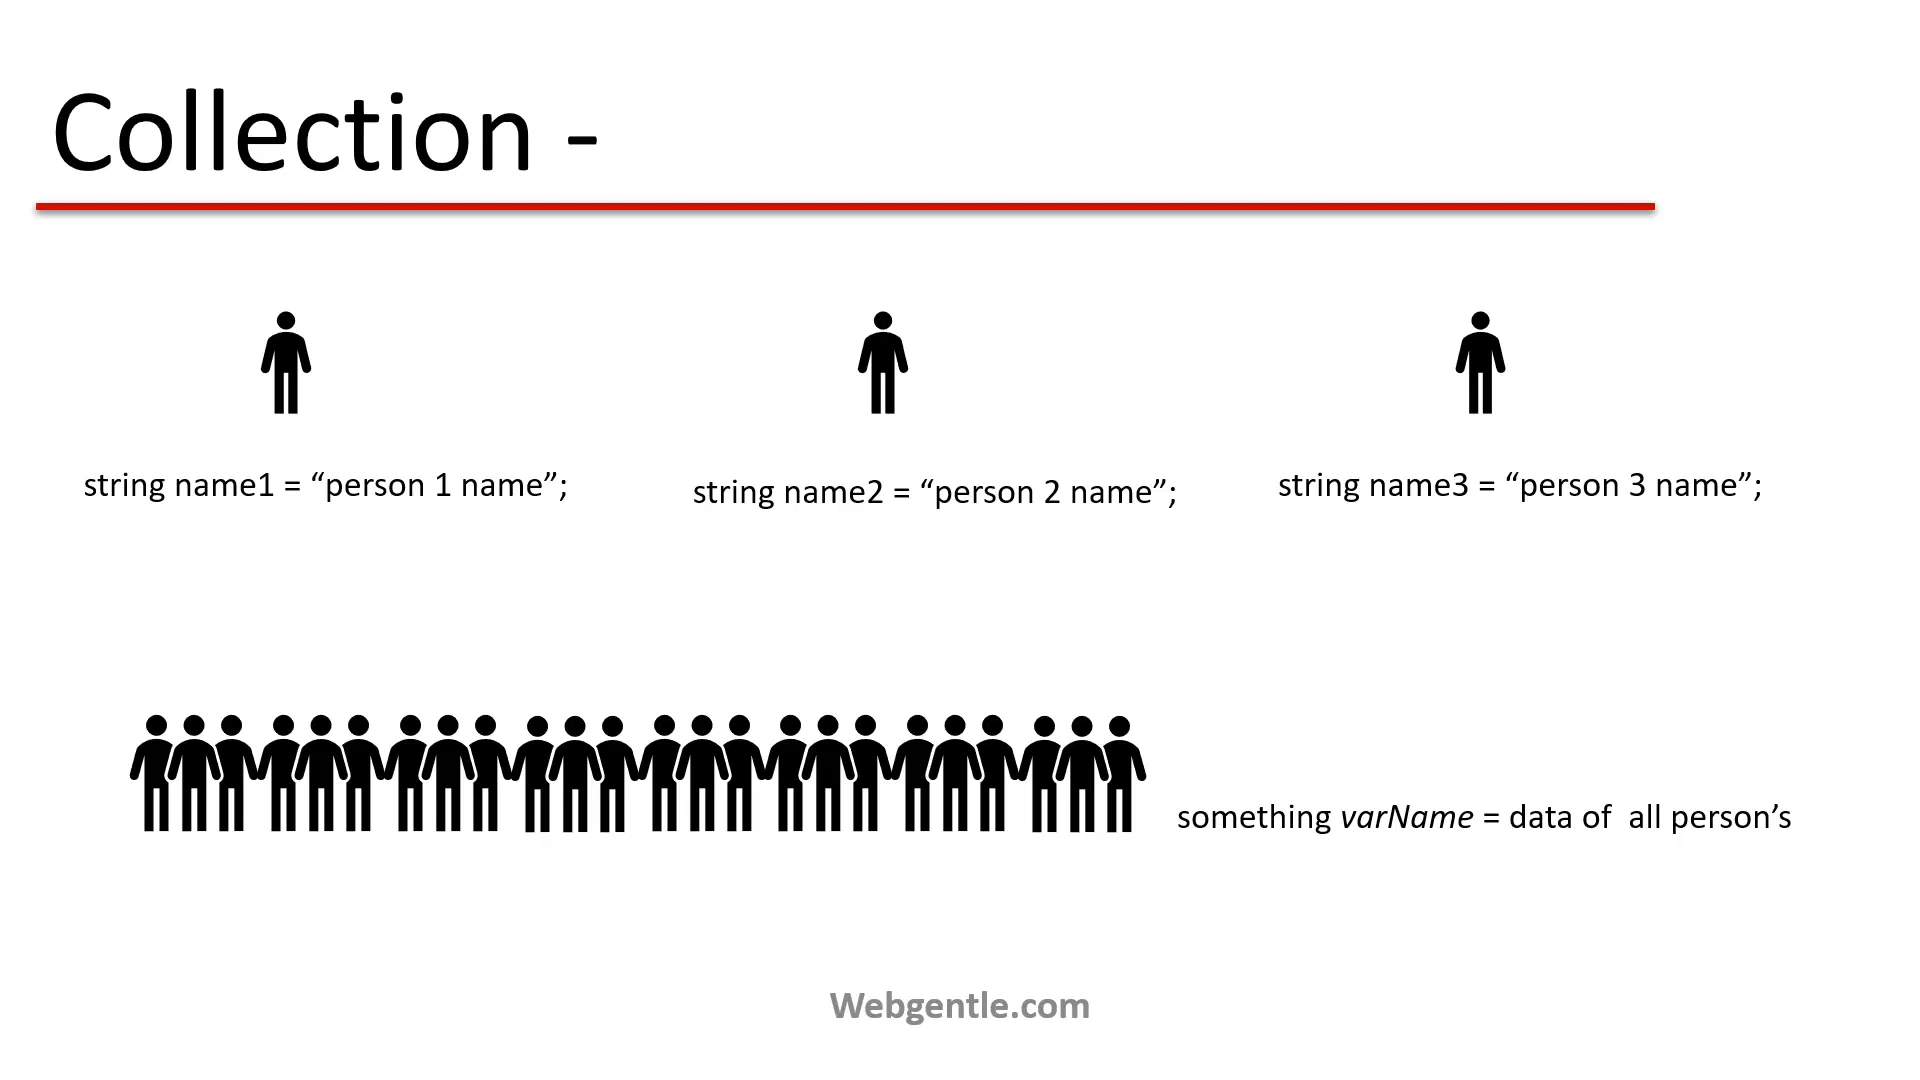 Collection -
string name1 = “person 1 name”;
string name2 = “person 2 name”;
string name3 = “person 3 name”;
something varName = data of  all person’s
Webgentle.com